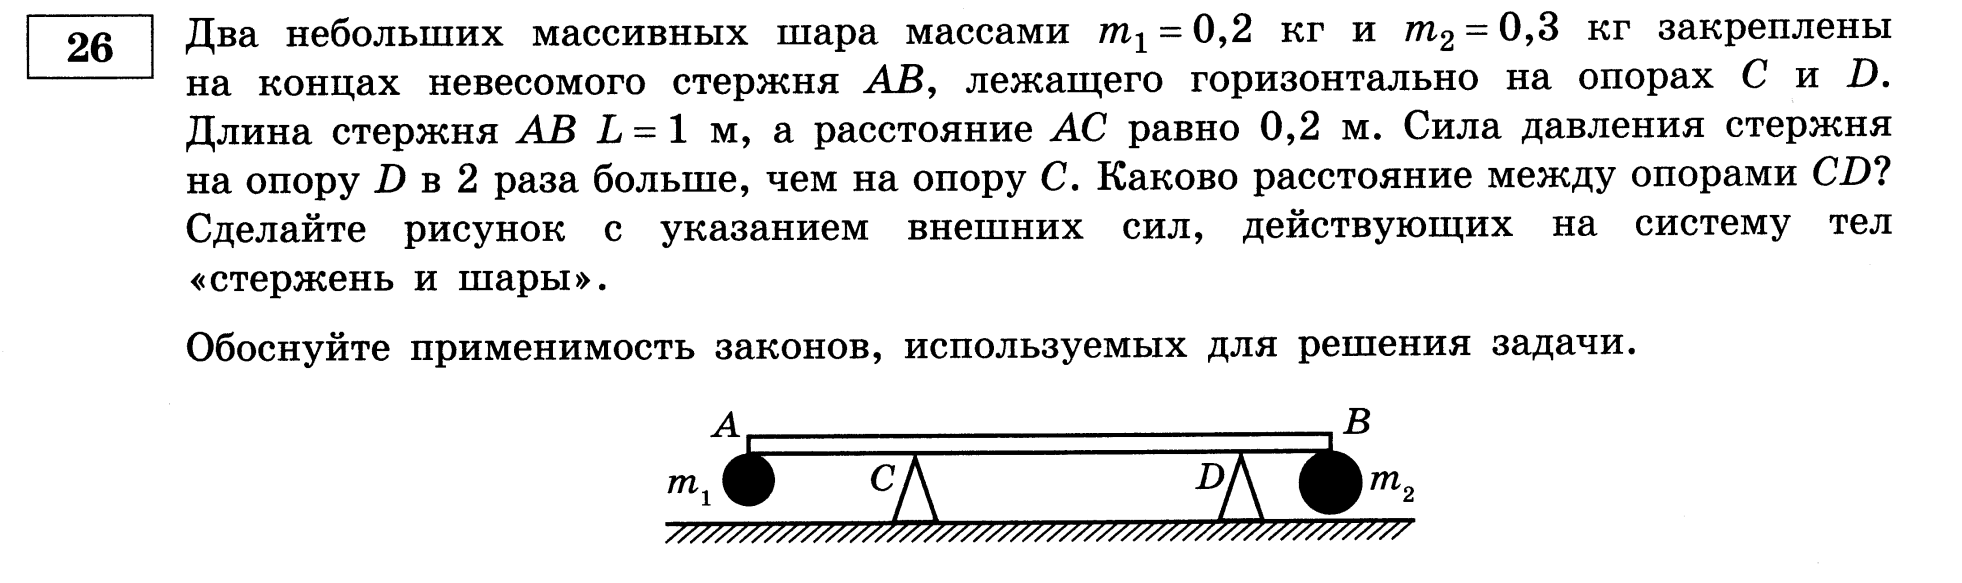 26
Два небольших массивных шара массами m₁ = 0,2 кг и m₂ = 0,3 кг закреплены
на концах невесомого стержня AB, лежащего горизонтально на опорах C и D.
Длина стержня AB L = 1 м, а расстояние AC равно 0,2 м. Сила давления стержня
на опору D в 2 раза больше, чем на опору C. Каково расстояние между опорами CD?
Сделайте рисунок с указанием внешних сил, действующих на систему тел
«стержень и шары».
Обоснуйте применимость законов, используемых для решения задачи.
A B
m₁ C D m₂